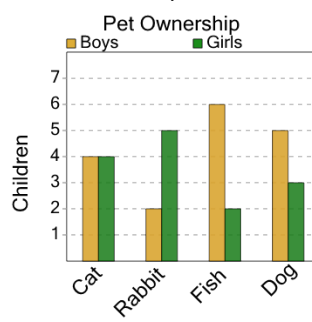 Pet Ownership
Boys Girls
7
6
5
4
3
2
1
Children
Cat Rabbit Fish Dog